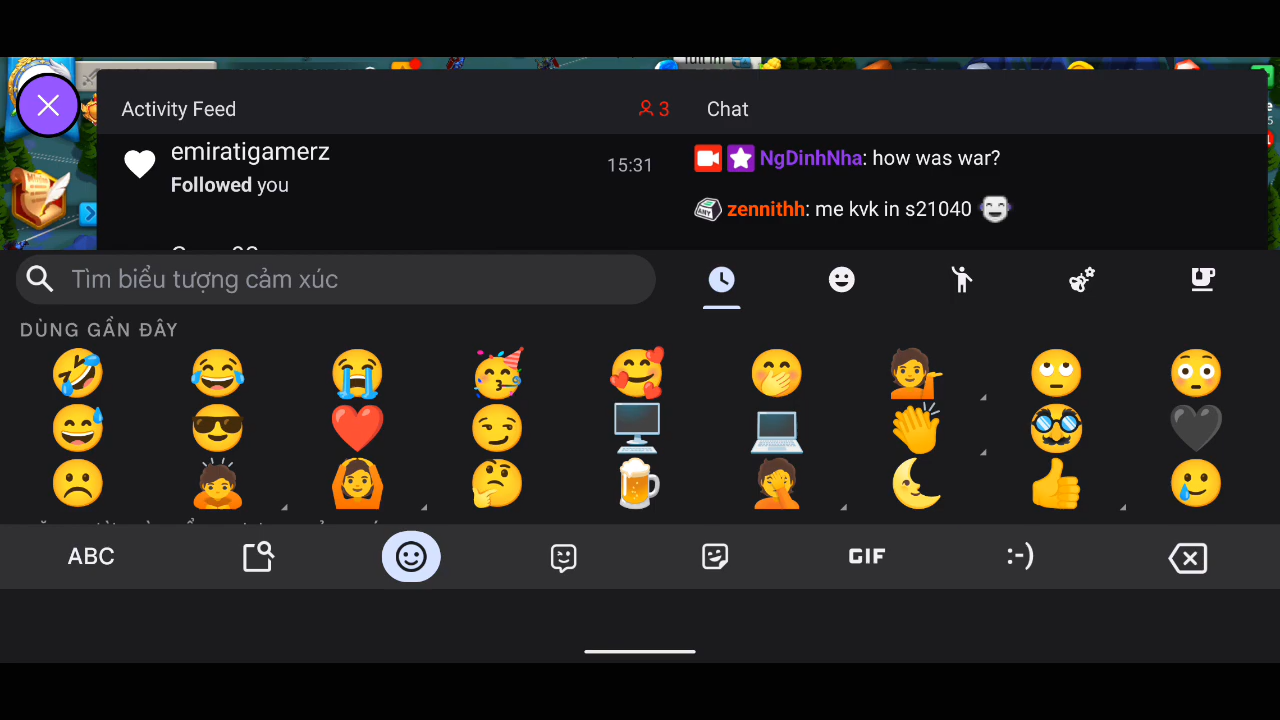 Activity Feed
3
Chat
emiratigamerz
Followed you
15:31
NgDinhNha: how was war?
ANY
zennithh: me kvk in s21040
Tìm biểu tượng cảm xúc
DÙNG GẦN ĐÂY
ABC
GIF
:-)